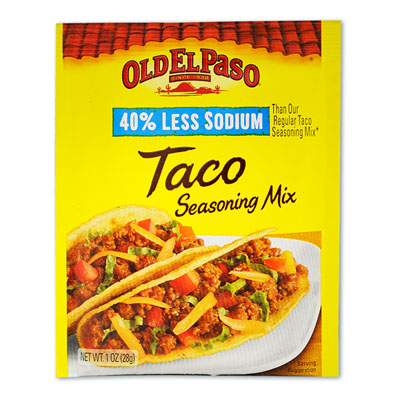 OLD EL PASO
SINCE 1938
40% LESS SODIUM
Than Our
Regular Taco
Seasoning Mix*
Taco
Seasoning Mix
NET WT. 1 OZ (28g)
Serving
Suggestion